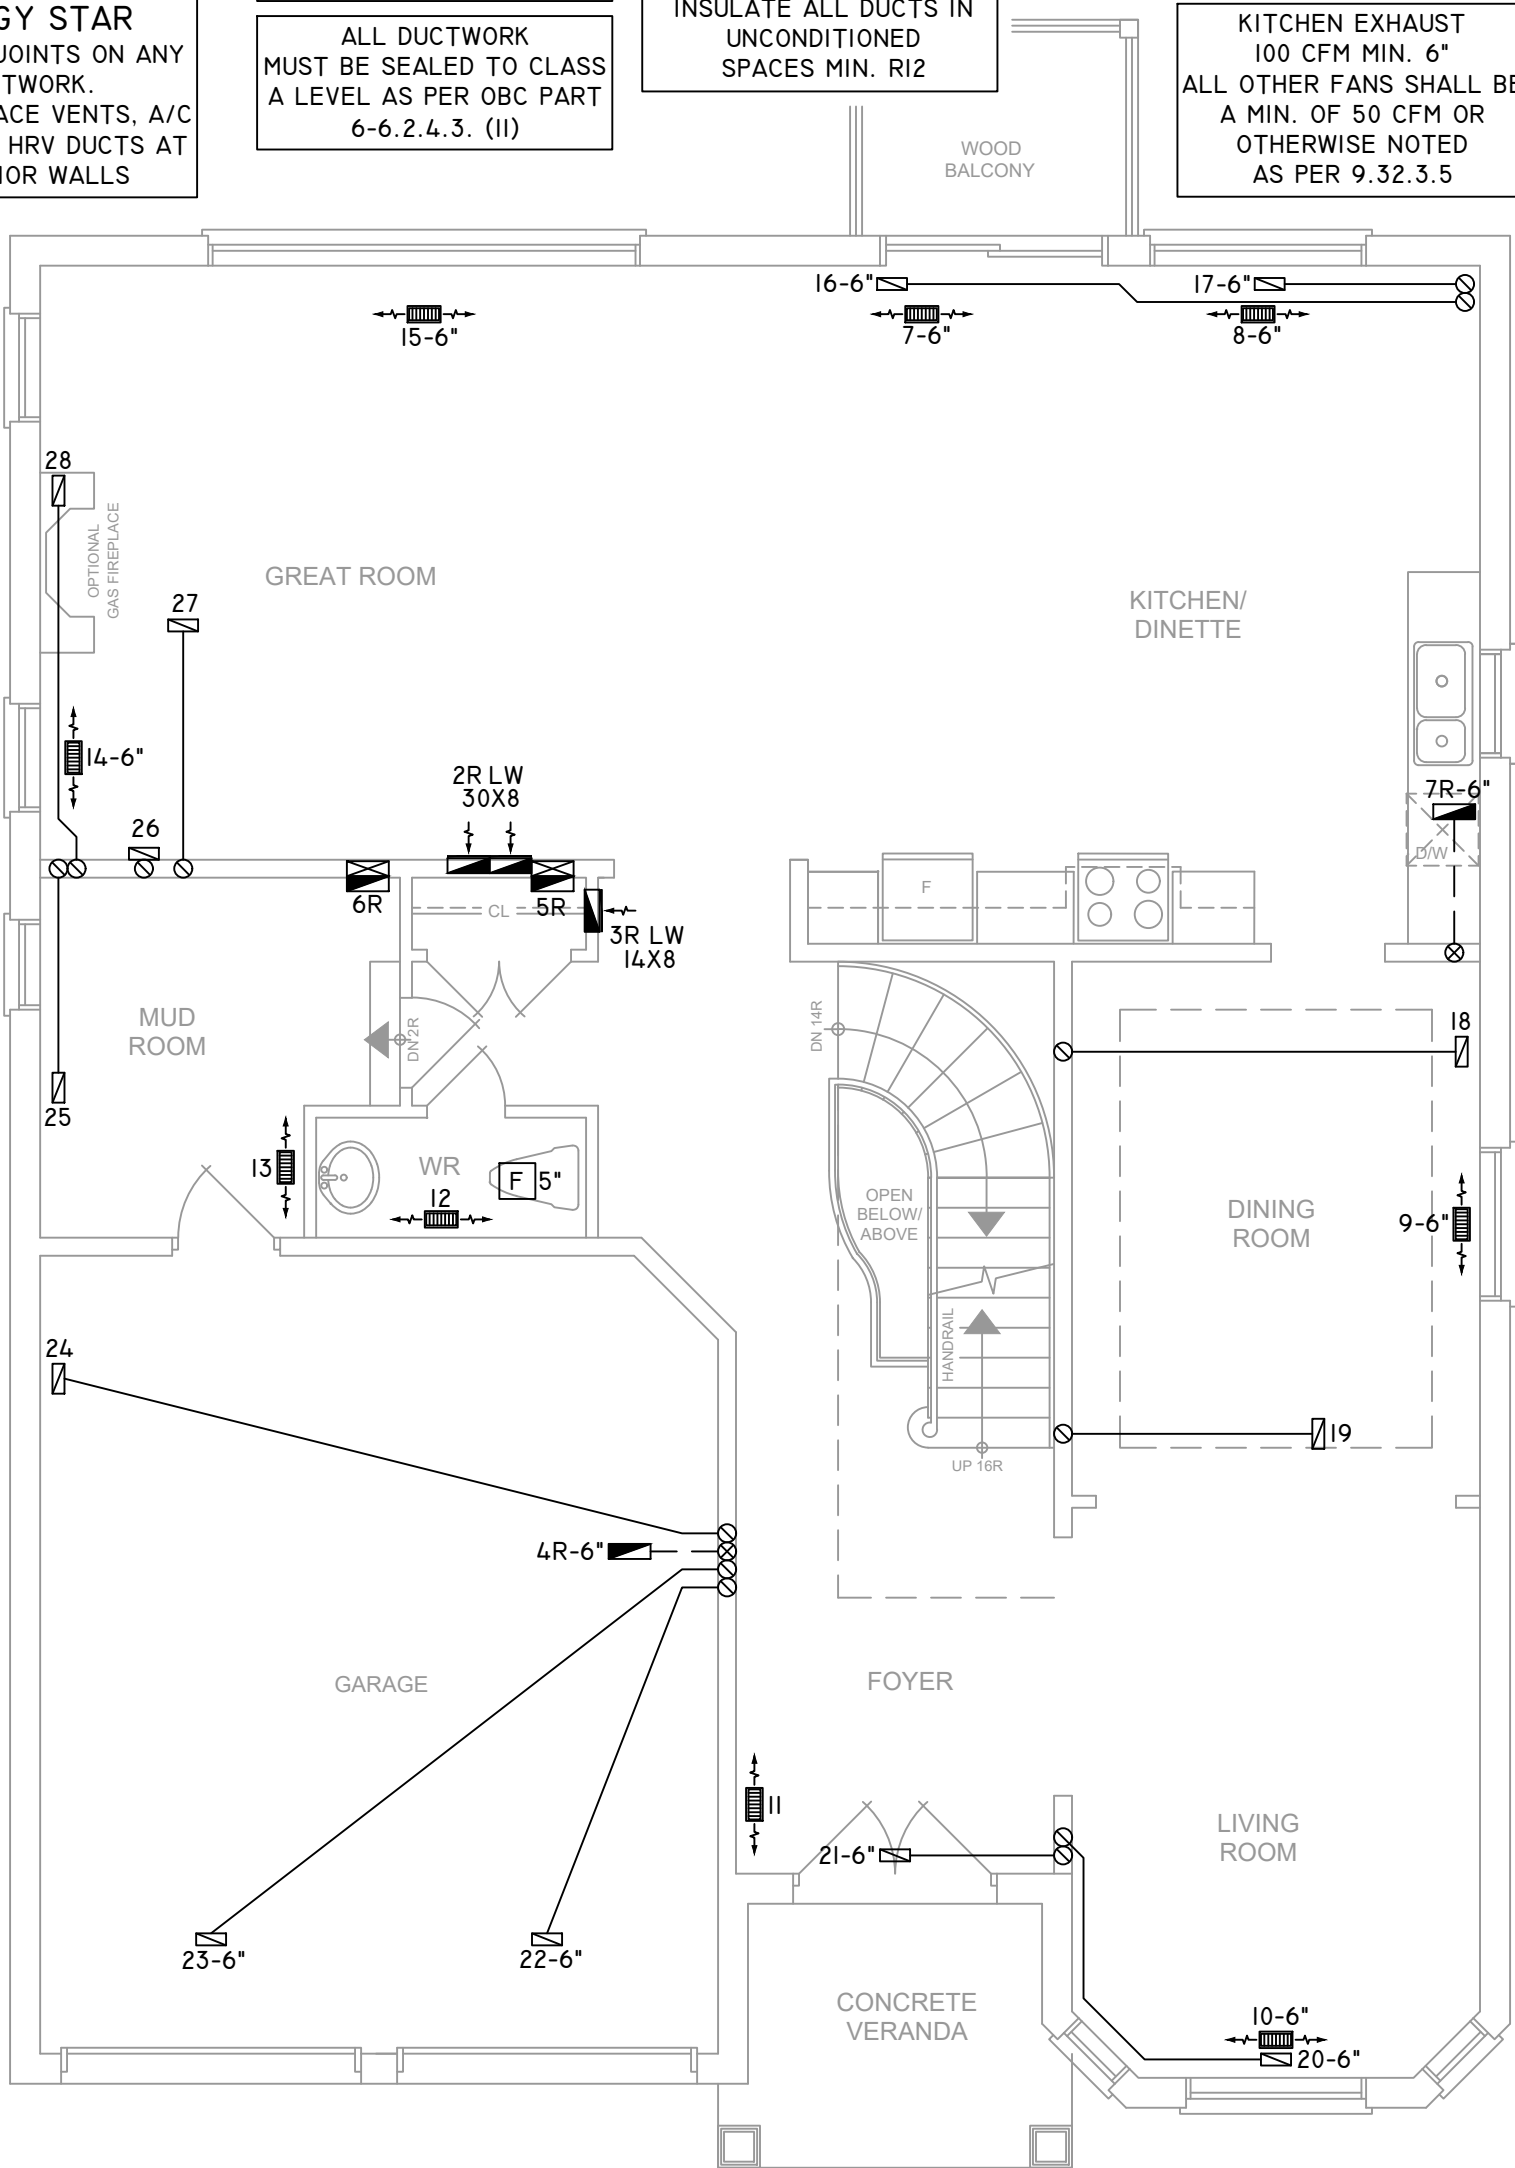 GY STAR
JOINTS ON ANY
TWORK.
ACE VENTS, A/C
HRV DUCTS AT
IOR WALLS
ALL DUCTWORK
MUST BE SEALED TO CLASS
A LEVEL AS PER OBC PART
6-6.2.4.3. (11)
INSULATE ALL DUCTS IN
UNCONDITIONED
SPACES MIN. R12
KITCHEN EXHAUST
100 CFM MIN. 6"
ALL OTHER FANS SHALL BE
A MIN. OF 50 CFM OR
OTHERWISE NOTED
AS PER 9.32.3.5
WOOD
BALCONY
16-6"
17-6"
15-6"
7-6"
8-6"
28
OPTIONAL
GAS FIREPLACE
GREAT ROOM
27
KITCHEN/
DINETTE
14-6"
2R LW
30X8
7R-6"
26
D/W
6R
CL
5R
F
3R LW
14X8
MUD
ROOM
DN 2R
DN 14R
18
25
13
WR
F 5"
12
OPEN
BELOW/
ABOVE
DINING
ROOM
9-6"
24
HANDRAIL
19
UP 16R
4R-6"
GARAGE
FOYER
11
LIVING
ROOM
21-6"
23-6"
22-6"
CONCRETE
VERANDA
10-6"
20-6"